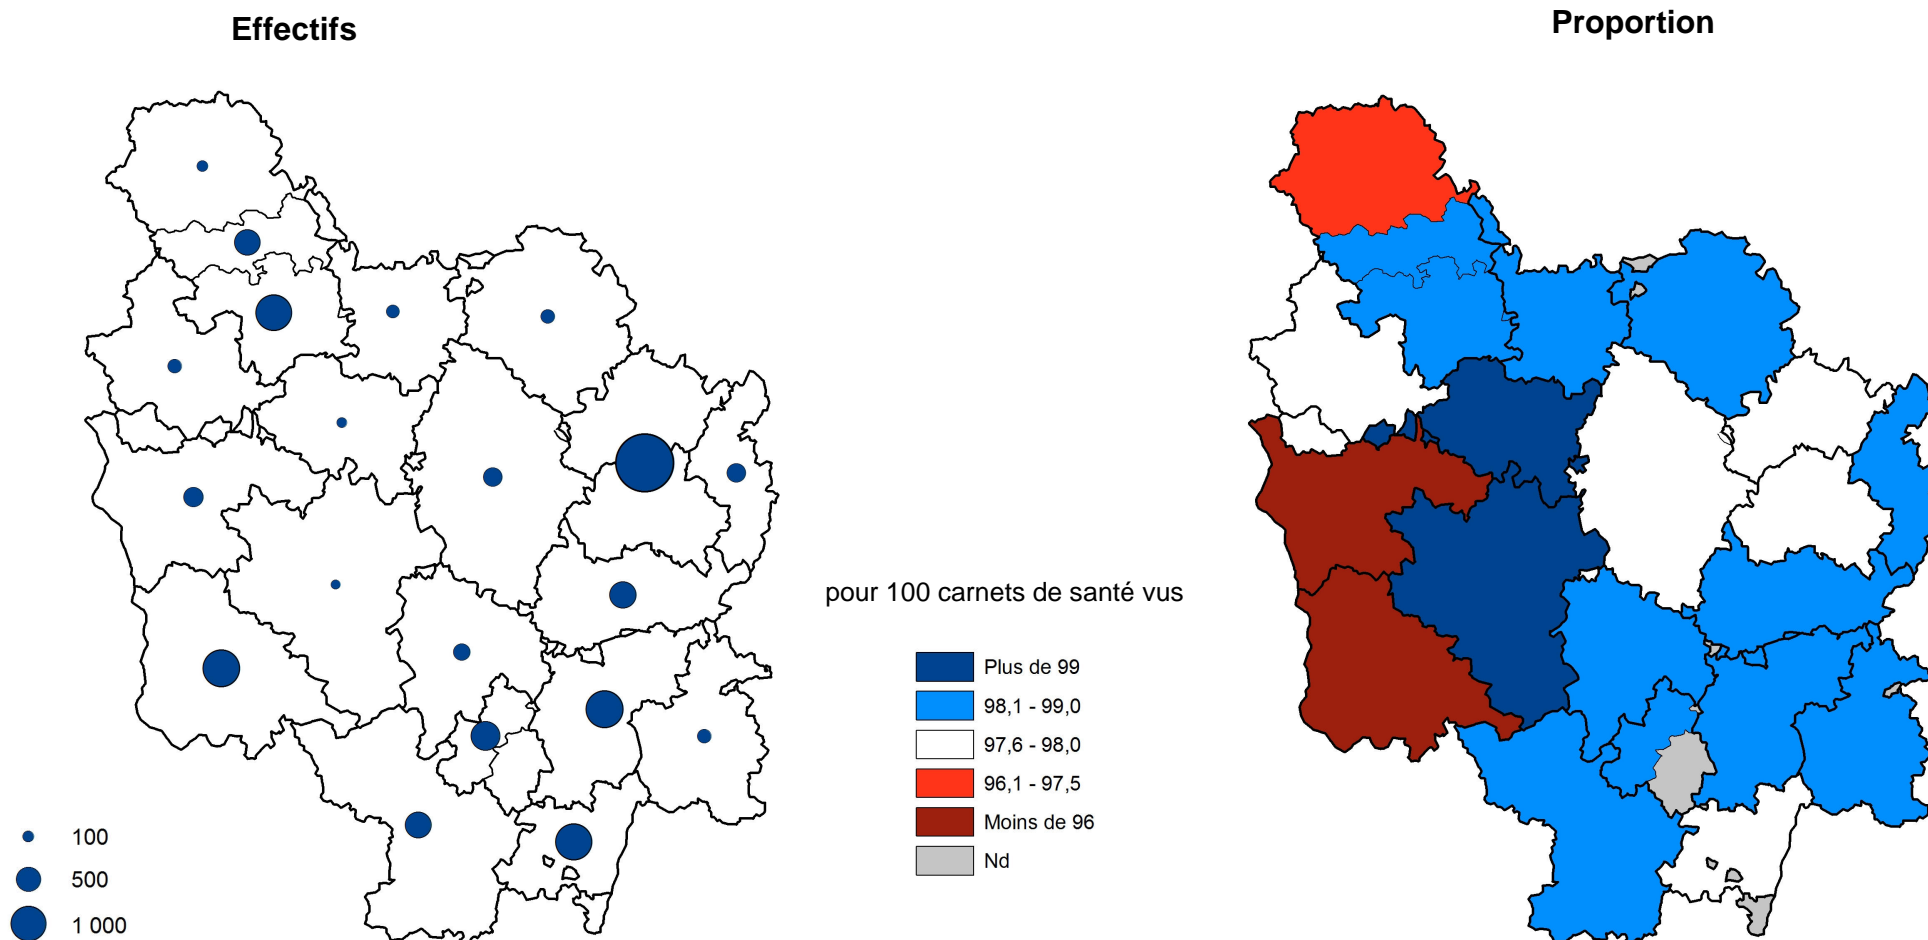 Effectifs
Proportion
pour 100 carnets de santé vus
Plus de 99
98,1 - 99,0
97,6 - 98,0
96,1 - 97,5
Moins de 96
Nd
100
500
1 000